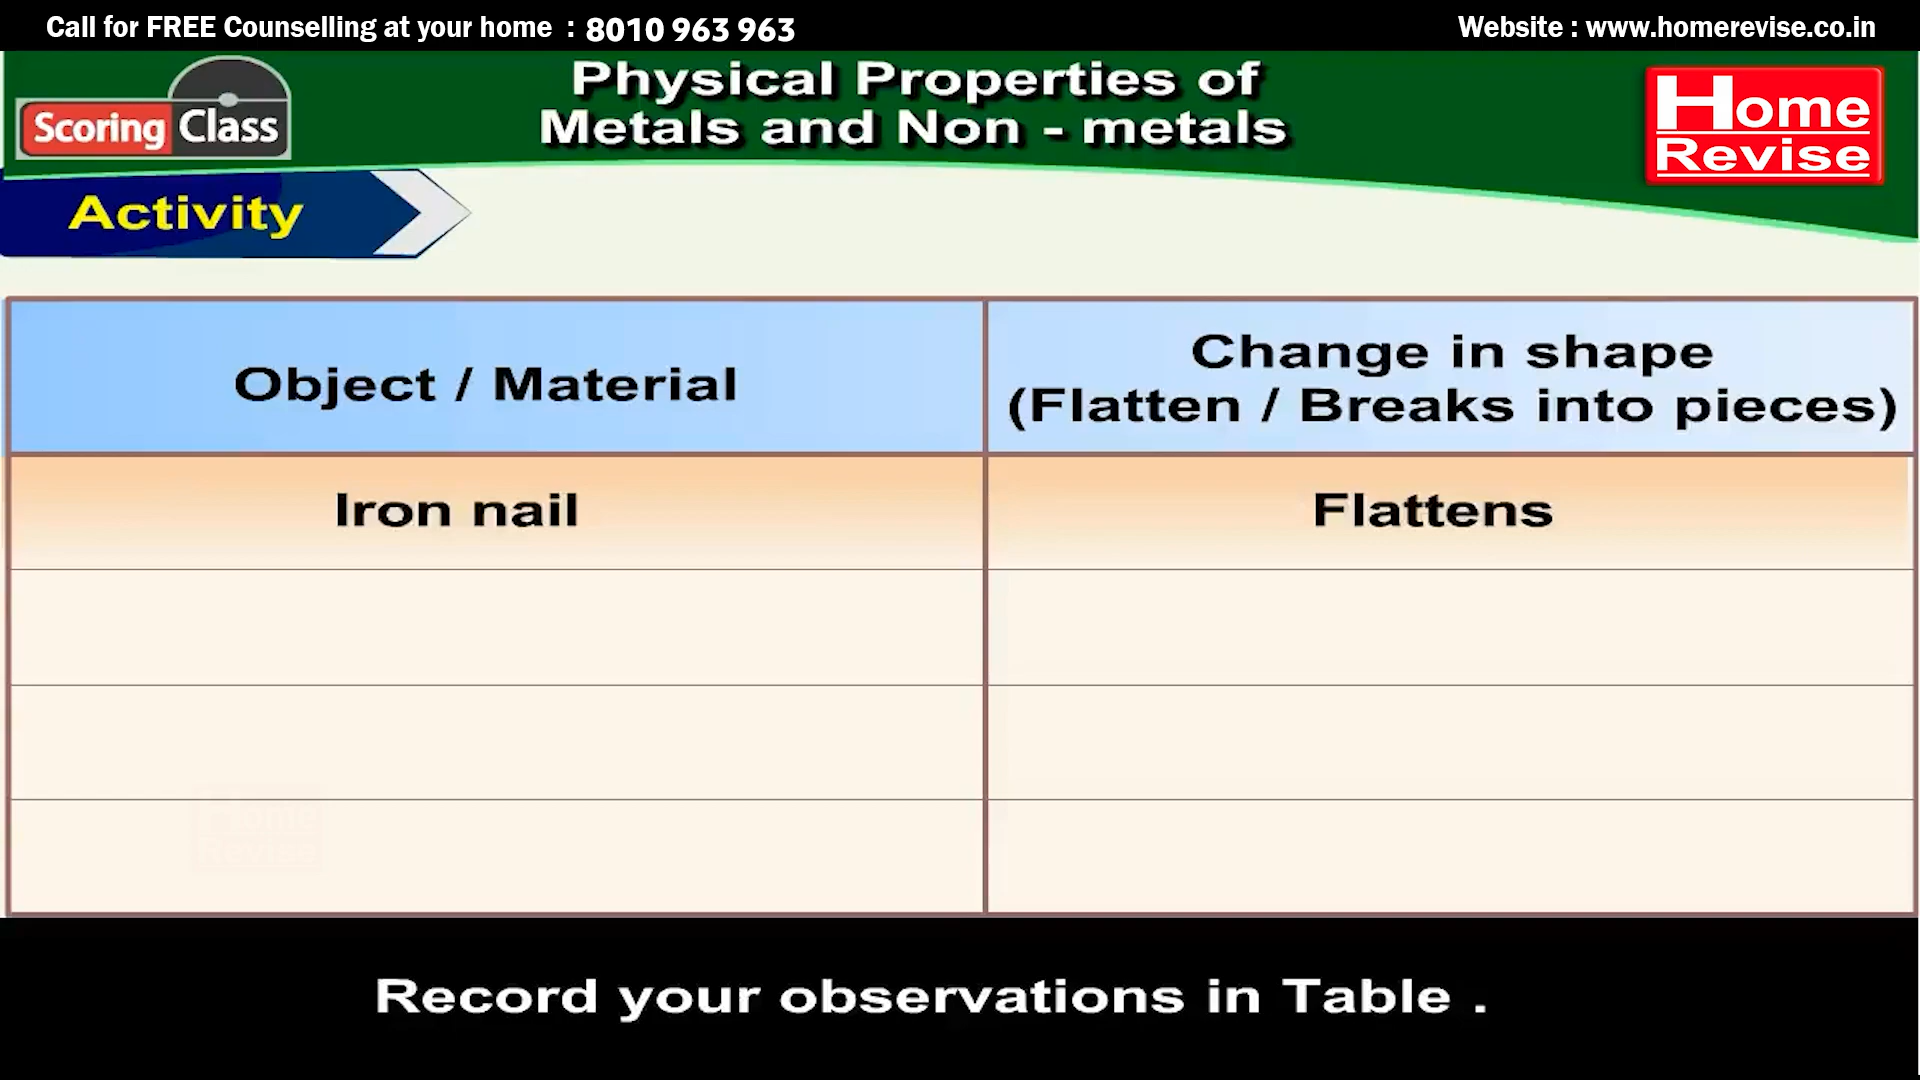 Call for FREE Counselling at your home : 8010 963 963
Website : www.homerevise.co.in
Scoring Class
Physical Properties of
Metals and Non - metals
Home
Revise
Activity
Object / Material
Change in shape
(Flatten / Breaks into pieces)
Iron nail
Flattens
Home
Revise
Record your observations in Table .